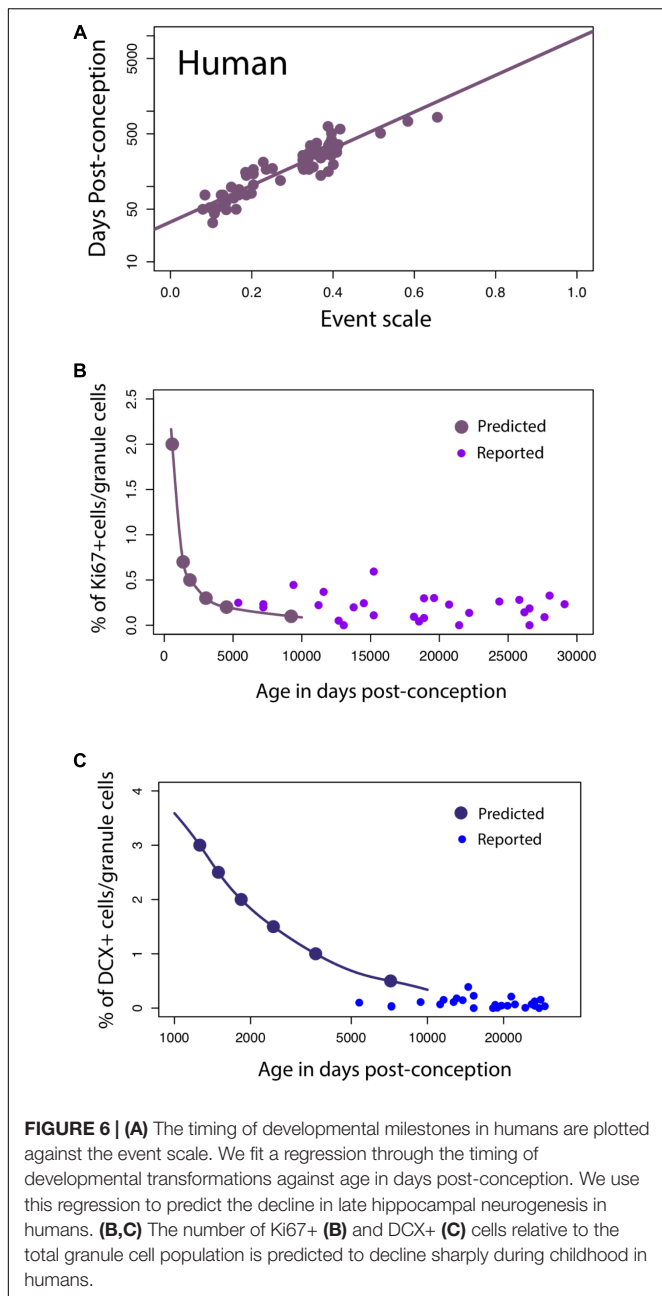 A
Human
Days Post-conception
5000
500
50
10
0.0 0.2 0.4 0.6 0.8 1.0
Event scale
B
% of Ki67+cells/granule cells
2.5
2.0
1.5
1.0
0.5
0.0
Predicted
Reported
0 5000 10000 15000 20000 25000 30000
Age in days post-conception
C
% of DCX+ cells/granule cells
4
3
2
1
0
Predicted
Reported
1000 2000 5000 10000 20000
Age in days post-conception
FIGURE 6 | (A) The timing of developmental milestones in humans are plotted
against the event scale. We fit a regression through the timing of
developmental transformations against age in days post-conception. We use
this regression to predict the decline in late hippocampal neurogenesis in
humans. (B,C) The number of Ki67+ (B) and DCX+ (C) cells relative to the
total granule cell population is predicted to decline sharply during childhood in
humans.